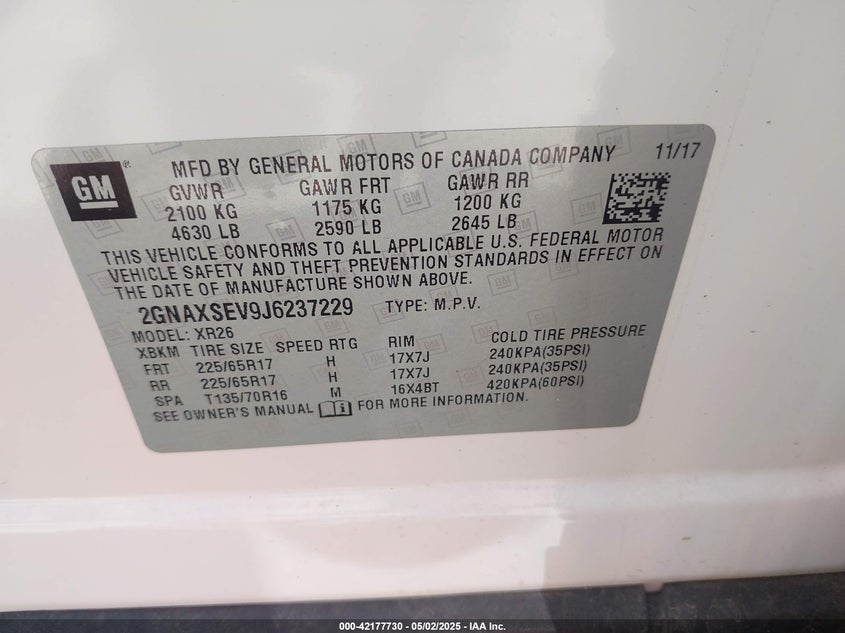 GM ®
MFD BY GENERAL MOTORS OF CANADA COMPANY 11/17
GVWR GAWR FRT GAWR RR
2100 KG 1175 KG 1200 KG
4630 LB 2590 LB 2645 LB
THIS VEHICLE CONFORMS TO ALL APPLICABLE U.S. FEDERAL MOTOR
VEHICLE SAFETY AND THEFT PREVENTION STANDARDS IN EFFECT ON
THE DATE OF MANUFACTURE SHOWN ABOVE.
2GNAXSEV9J6237229 TYPE: M.P.V.
MODEL: XR26
XBKM TIRE SIZE SPEED RTG RIM COLD TIRE PRESSURE
FRT 225/65R17 H 17X7J 240KPA(35PSI)
RR 225/65R17 H 17X7J 240KPA(35PSI)
SPA T135/70R16 M 16X4BT 420KPA(60PSI)
SEE OWNER'S MANUAL FOR MORE INFORMATION.
000-42177730 - 05/02/2025 - IAA Inc.